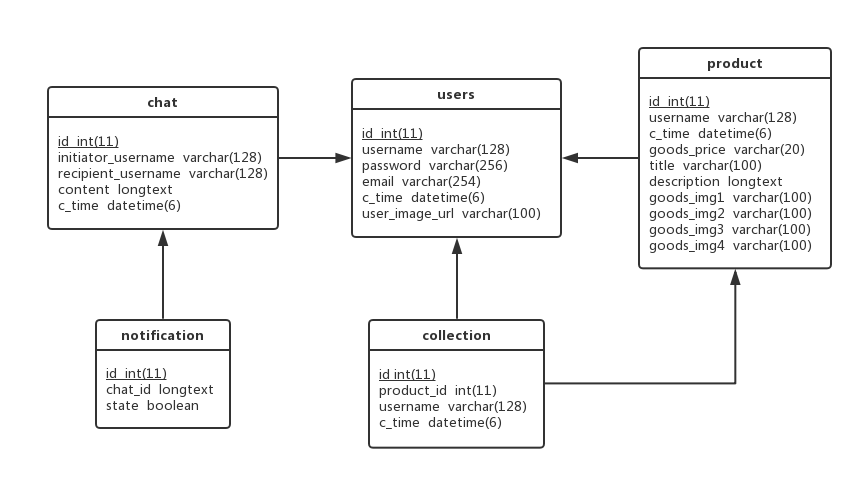 chat
id int(11)
initiator_username varchar(128)
recipient_username varchar(128)
content longtext
c_time datetime(6)
users
id int(11)
username varchar(128)
password varchar(256)
email varchar(254)
c_time datetime(6)
user_image_url varchar(100)
product
id int(11)
username varchar(128)
c_time datetime(6)
goods_price varchar(20)
title varchar(100)
description longtext
goods_img1 varchar(100)
goods_img2 varchar(100)
goods_img3 varchar(100)
goods_img4 varchar(100)
notification
id int(11)
chat_id longtext
state boolean
collection
id int(11)
product_id int(11)
username varchar(128)
c_time datetime(6)